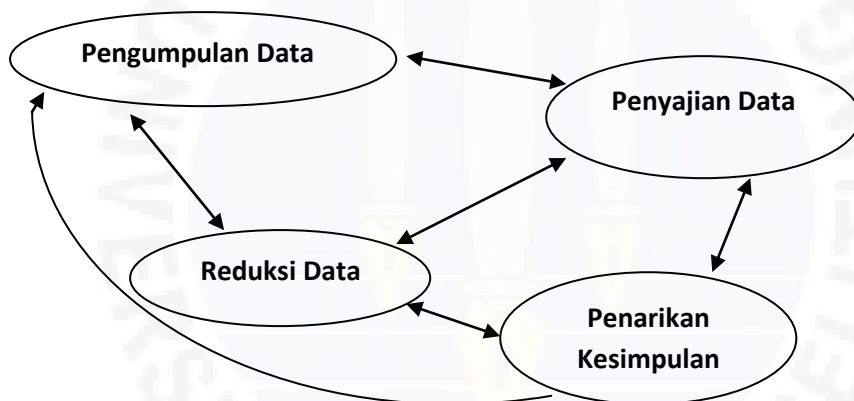 Pengumpulan Data
Penyajian Data
Reduksi Data
Penarikan
Kesimpulan